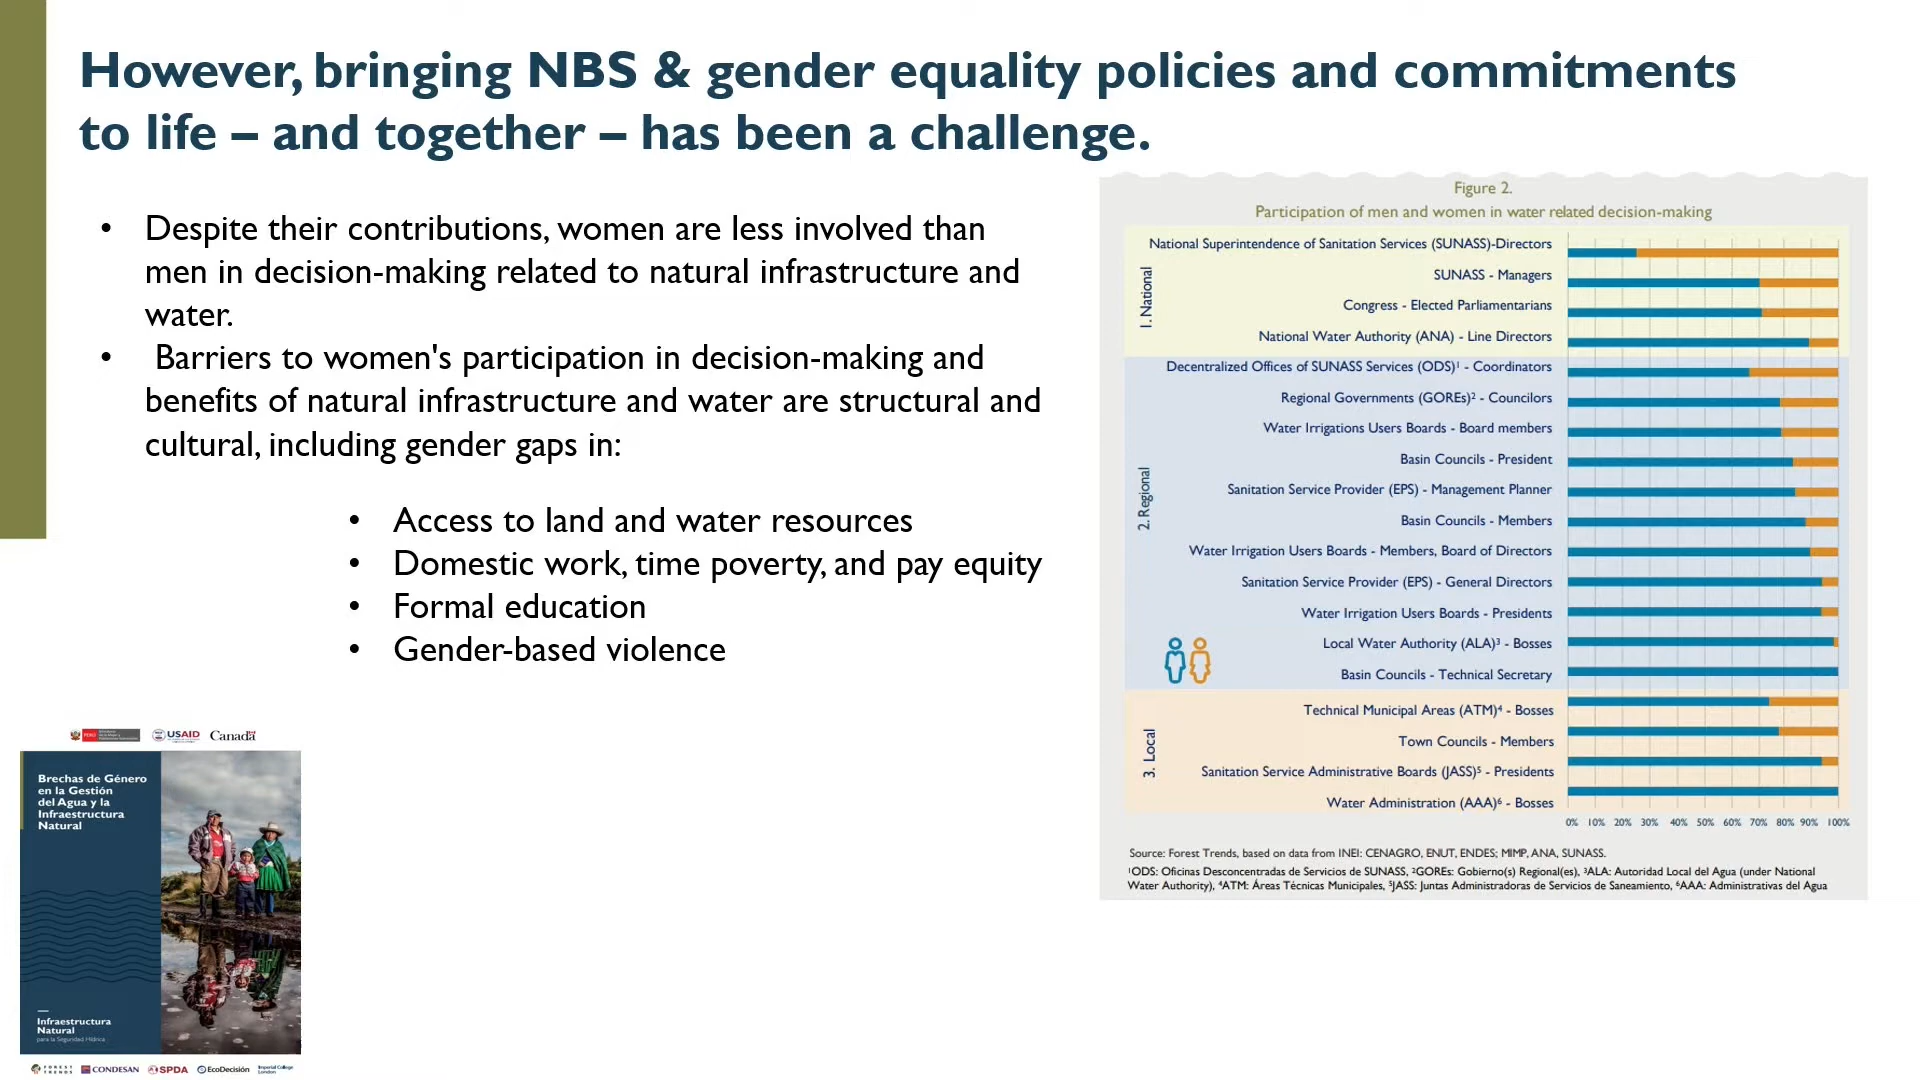 However, bringing NBS & gender equality policies and commitments
to life – and together – has been a challenge.
• Despite their contributions, women are less involved than
men in decision-making related to natural infrastructure and
water.
• Barriers to women's participation in decision-making and
benefits of natural infrastructure and water are structural and
cultural, including gender gaps in:
• Access to land and water resources
• Domestic work, time poverty, and pay equity
• Formal education
• Gender-based violence
PERÚ
USAID
Canada
Brechas de Género
en la Gestión
del Agua y la
Infraestructura
Natural
Infraestructura
Natural
para la Seguridad Hídrica
FOREST
TRENDS
CONDESAN
SPDA
EcoDecisión
Imperial College
London
Figure 2.
Participation of men and women in water related decision-making
1. National
National Superintendence of Sanitation Services (SUNASS)-Directors
SUNASS - Managers
Congress - Elected Parliamentarians
National Water Authority (ANA) - Line Directors
2. Regional
Decentralized Offices of SUNASS Services (ODS)¹ - Coordinators
Regional Governments (GOREs)² - Councilors
Water Irrigations Users Boards - Board members
Basin Councils - President
Sanitation Service Provider (EPS) - Management Planner
Basin Councils - Members
Water Irrigation Users Boards - Members, Board of Directors
Sanitation Service Provider (EPS) - General Directors
Water Irrigation Users Boards - Presidents
Local Water Authority (ALA)³ - Bosses
Basin Councils - Technical Secretary
3. Local
Technical Municipal Areas (ATM)⁴ - Bosses
Town Councils - Members
Sanitation Service Administrative Boards (JASS)⁵ - Presidents
Water Administration (AAA)⁶ - Bosses
0% 10% 20% 30% 40% 50% 60% 70% 80% 90% 100%
Source: Forest Trends, based on data from INEI: CENAGRO, ENUT, ENDES; MIMP, ANA, SUNASS.
¹ODS: Oficinas Desconcentradas de Servicios de SUNASS, ²GOREs: Gobierno(s) Regional(es), ³ALA: Autoridad Local del Agua (under National
Water Authority), ⁴ATM: Áreas Técnicas Municipales, ⁵JASS: Juntas Administradoras de Servicios de Saneamiento, ⁶AAA: Administrativas del Agua